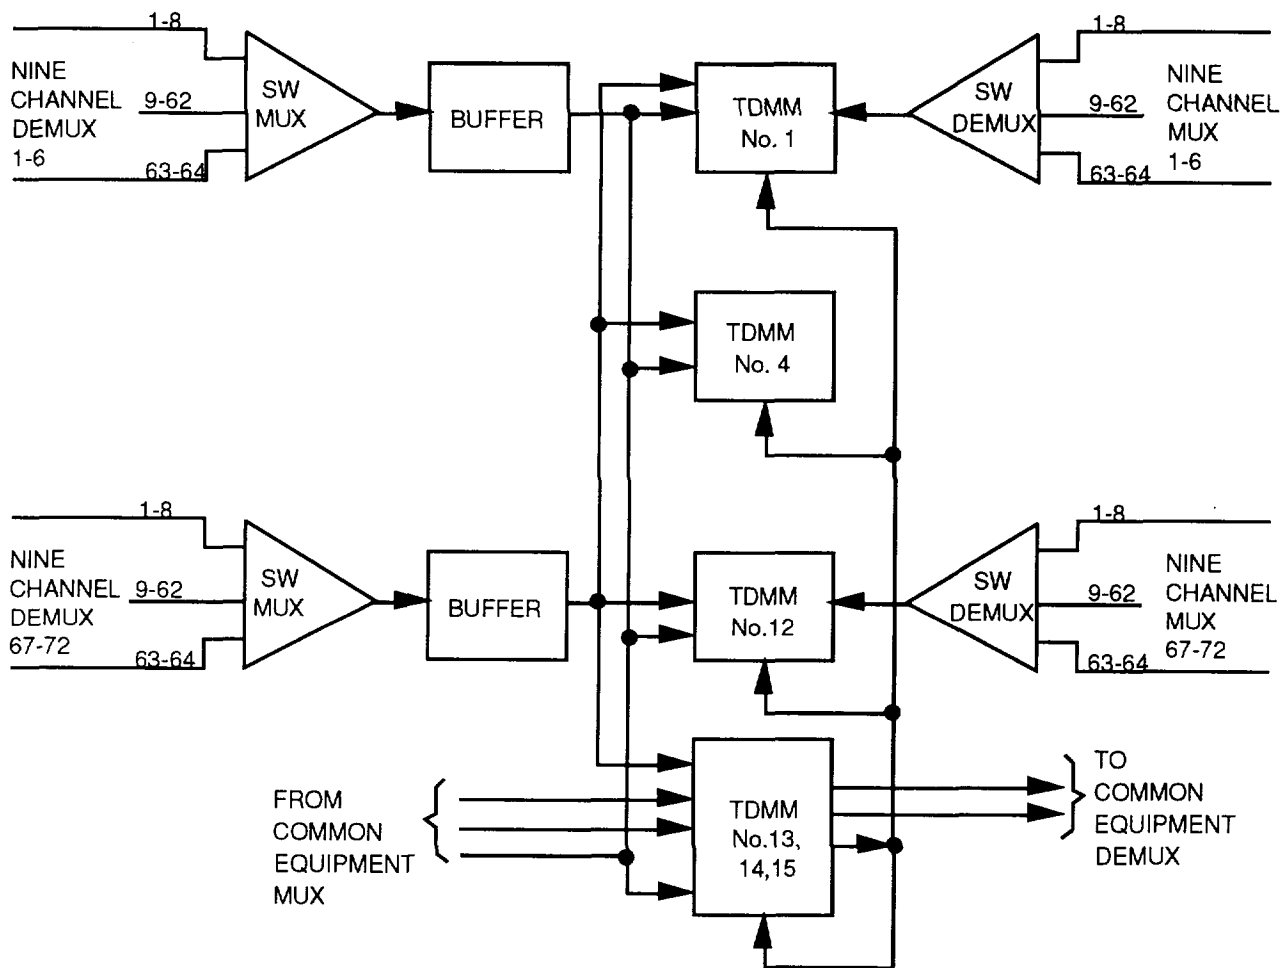 1-8
NINE
CHANNEL
DEMUX
1-6
9-62
63-64
SW
MUX
BUFFER
TDMM
No. 1
SW
DEMUX
1-8
9-62
63-64
NINE
CHANNEL
MUX
1-6
TDMM
No. 4
1-8
NINE
CHANNEL
DEMUX
67-72
9-62
63-64
SW
MUX
BUFFER
TDMM
No.12
SW
DEMUX
1-8
9-62
63-64
NINE
CHANNEL
MUX
67-72
FROM
COMMON
EQUIPMENT
MUX
TDMM
No.13,
14,15
TO
COMMON
EQUIPMENT
DEMUX